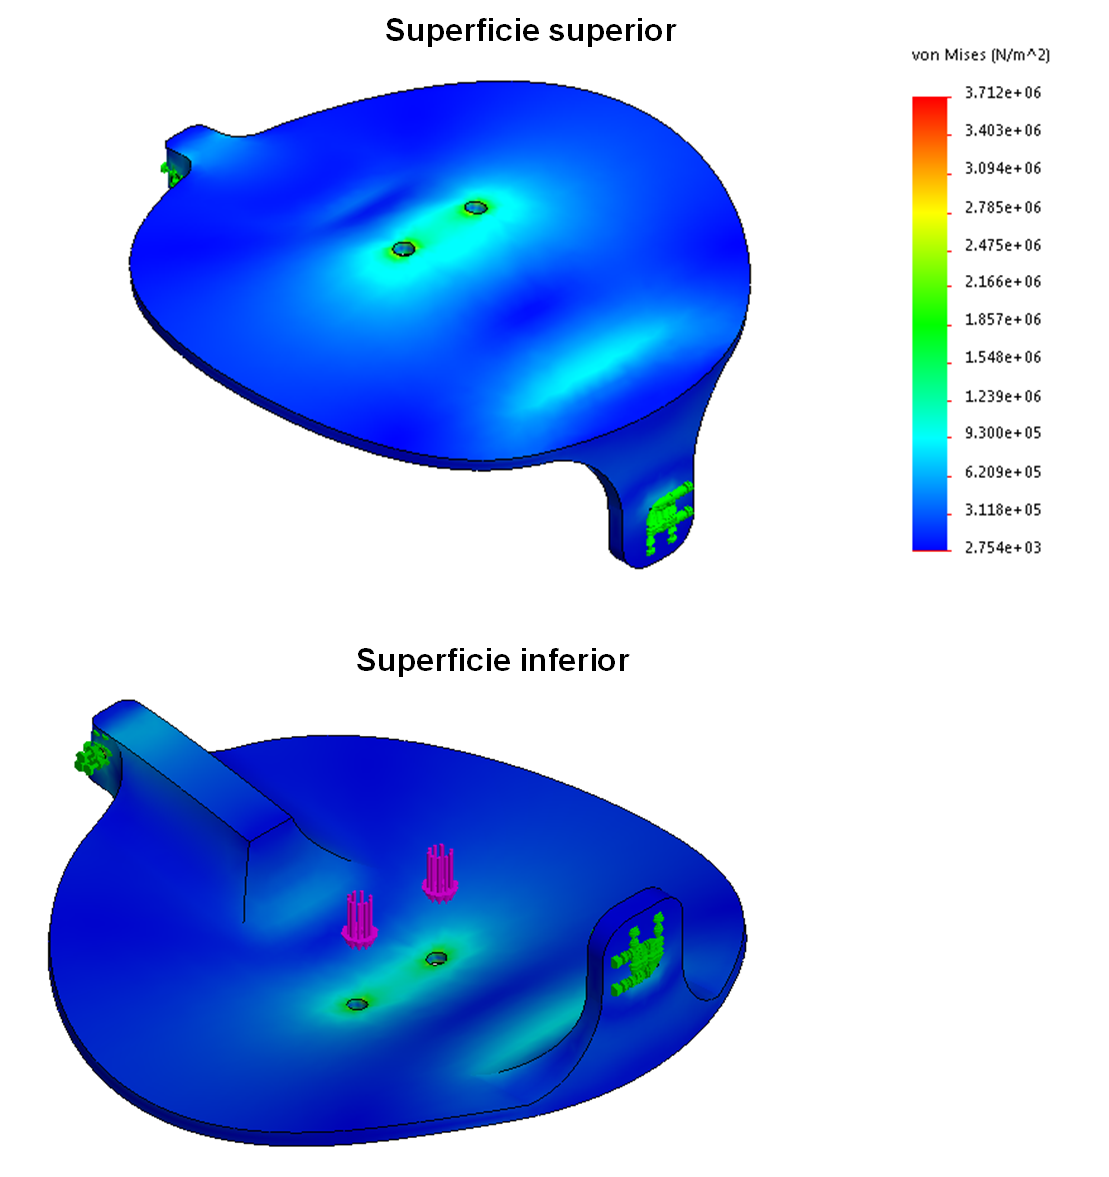 Superficie superior
von Mises (N/m^2)
3.712e+06
3.403e+06
3.094e+06
2.785e+06
2.475e+06
2.166e+06
1.857e+06
1.548e+06
1.239e+06
9.300e+05
6.209e+05
3.118e+05
2.754e+03
Superficie inferior